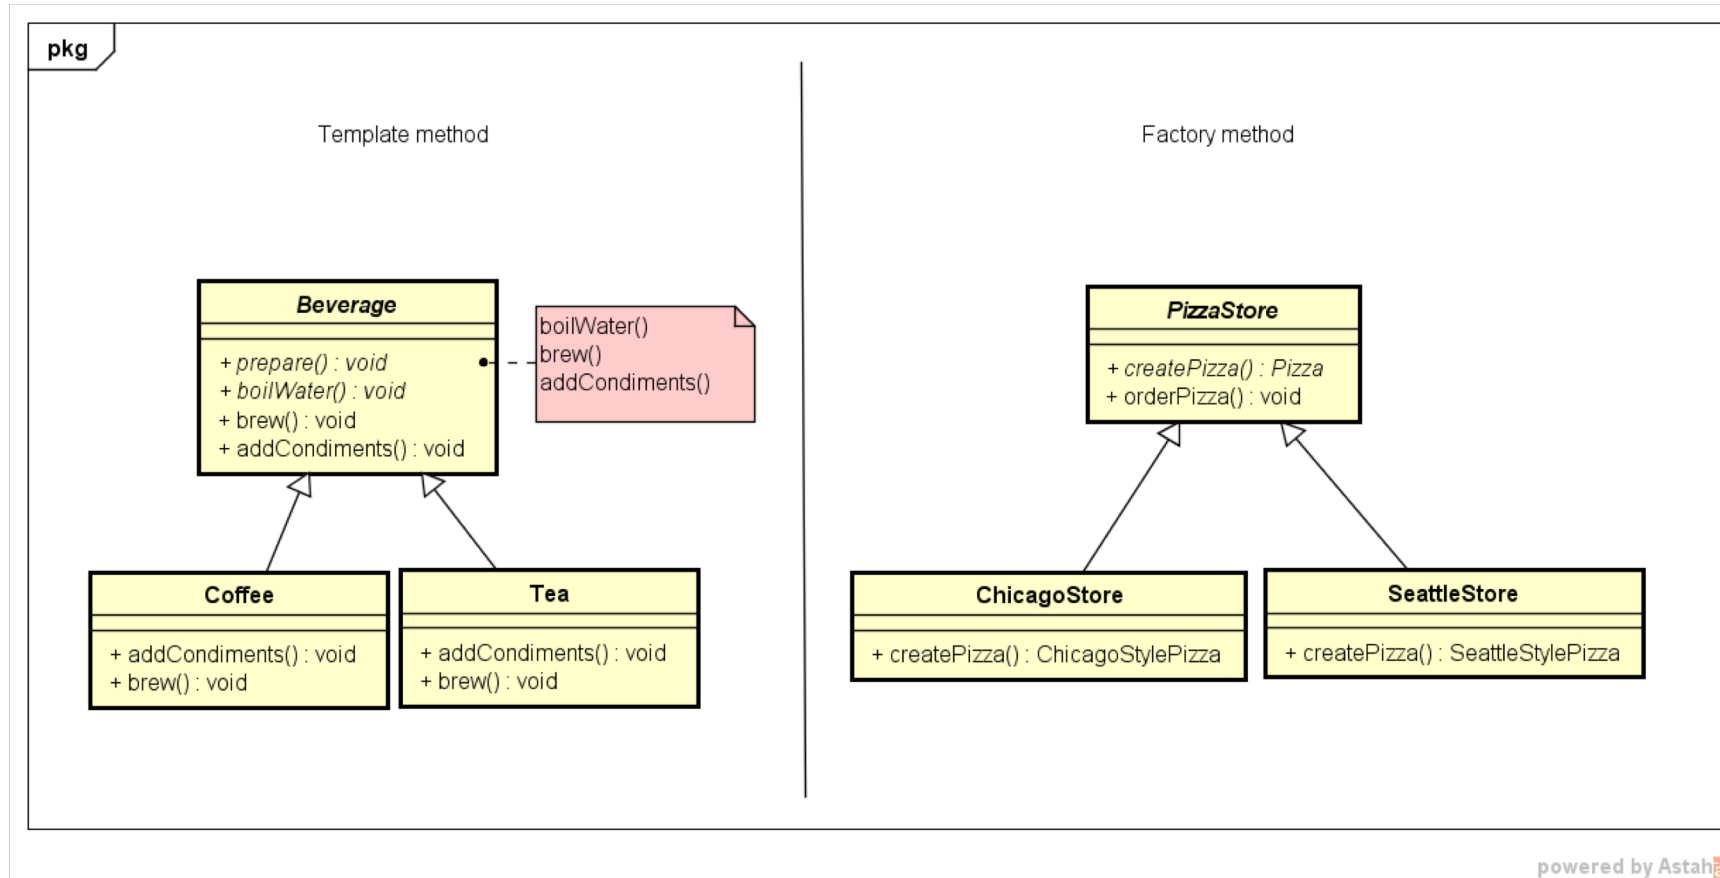 pkg
Template method
Factory method
Beverage
+ prepare() : void
+ boilWater() : void
+ brew() : void
+ addCondiments() : void
boilWater()
brew()
addCondiments()
Coffee
+ addCondiments() : void
+ brew() : void
Tea
+ addCondiments() : void
+ brew() : void
PizzaStore
+ createPizza() : Pizza
+ orderPizza() : void
ChicagoStore
+ createPizza() : ChicagoStylePizza
SeattleStore
+ createPizza() : SeattleStylePizza
powered by Astah